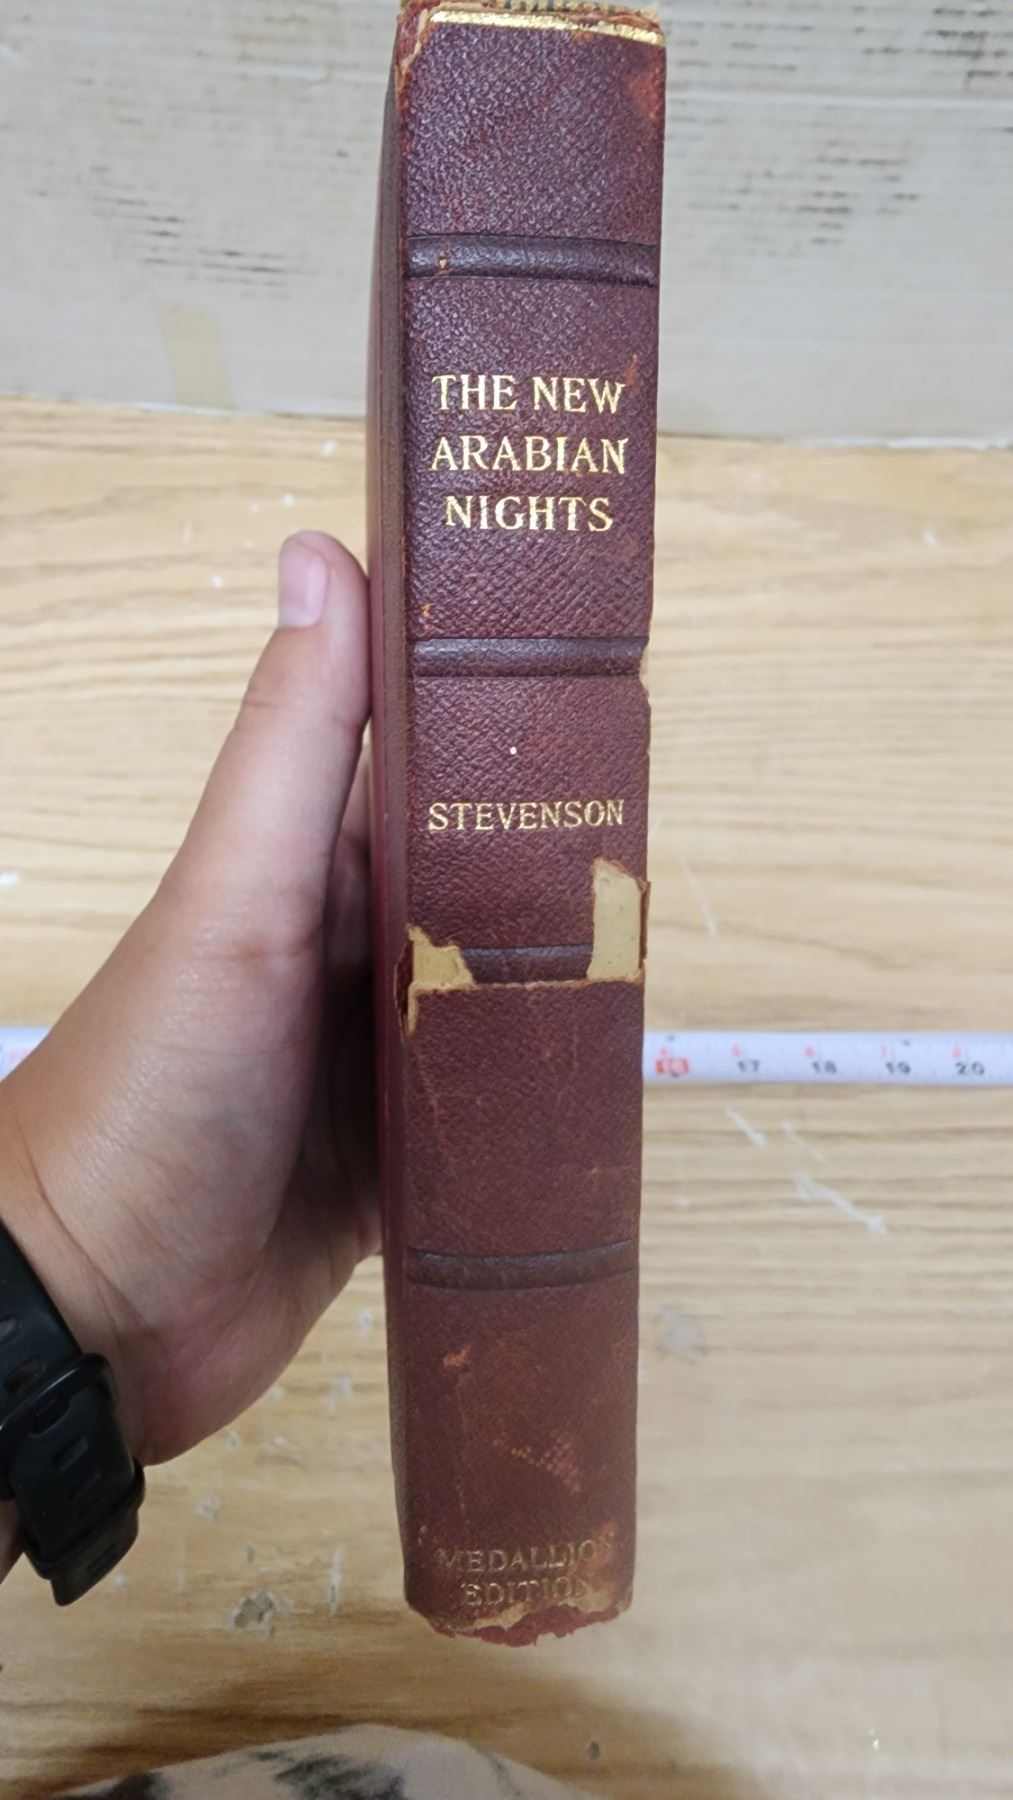 THE NEW
ARABIAN
NIGHTS
STEVENSON
MEDALLION
EDITION
17 18 19 20